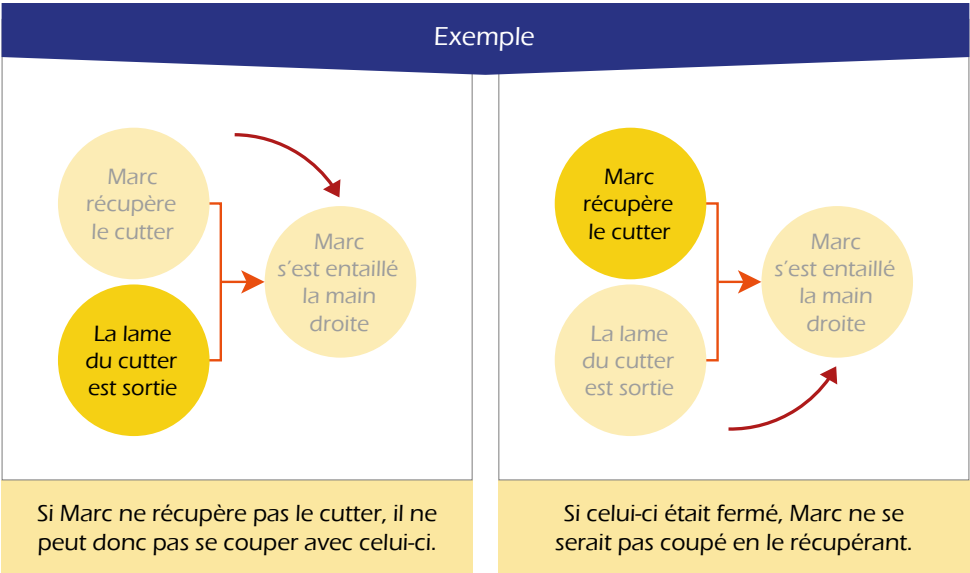 Exemple
Marc
récupère
le cutter
La lame
du cutter
est sortie
Marc
s'est entaillé
la main
droite
Si Marc ne récupère pas le cutter, il ne
peut donc pas se couper avec celui-ci.
Marc
récupère
le cutter
La lame
du cutter
est sortie
Marc
s'est entaillé
la main
droite
Si celui-ci était fermé, Marc ne se
serait pas coupé en le récupérant.